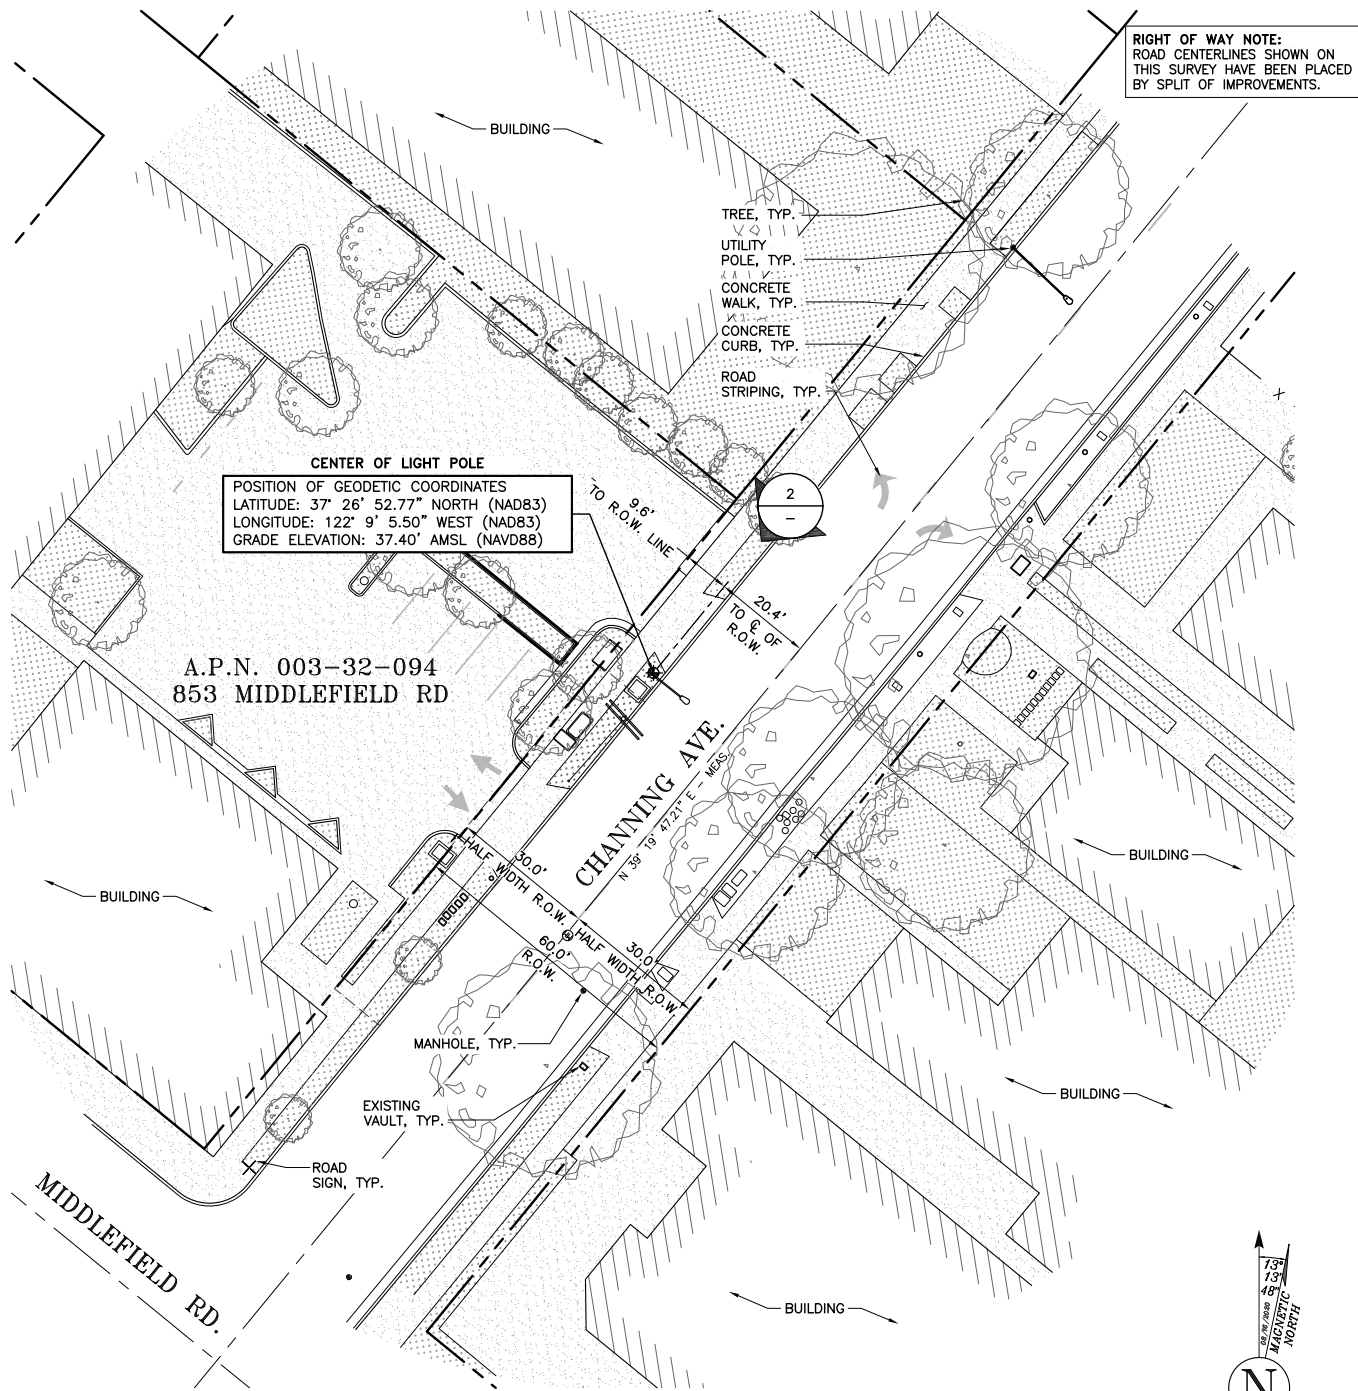 RIGHT OF WAY NOTE:
ROAD CENTERLINES SHOWN ON
THIS SURVEY HAVE BEEN PLACED
BY SPLIT OF IMPROVEMENTS.
BUILDING
TREE, TYP.
UTILITY
POLE, TYP.
CONCRETE
WALK, TYP.
CONCRETE
CURB, TYP.
ROAD
STRIPING, TYP.
CENTER OF LIGHT POLE
POSITION OF GEODETIC COORDINATES
LATITUDE: 37° 26' 52.77" NORTH (NAD83)
LONGITUDE: 122° 9' 5.50" WEST (NAD83)
GRADE ELEVATION: 37.40' AMSL (NAVD88)
2
–
9.6'
TO R.O.W. LINE
20.4'
TO ℄ OF
R.O.W.
A.P.N. 003-32-094
853 MIDDLEFIELD RD
CHANNING AVE.
N 39° 19' 47.21" E - MEAS
BUILDING
BUILDING
30.0'
HALF WIDTH R.O.W.
30.0'
HALF WIDTH R.O.W
60.0'
R.O.W.
MANHOLE, TYP.
EXISTING
VAULT, TYP.
BUILDING
ROAD
SIGN, TYP.
MIDDLEFIELD RD.
BUILDING
13°
13'
48"
MAGNETIC
NORTH
N